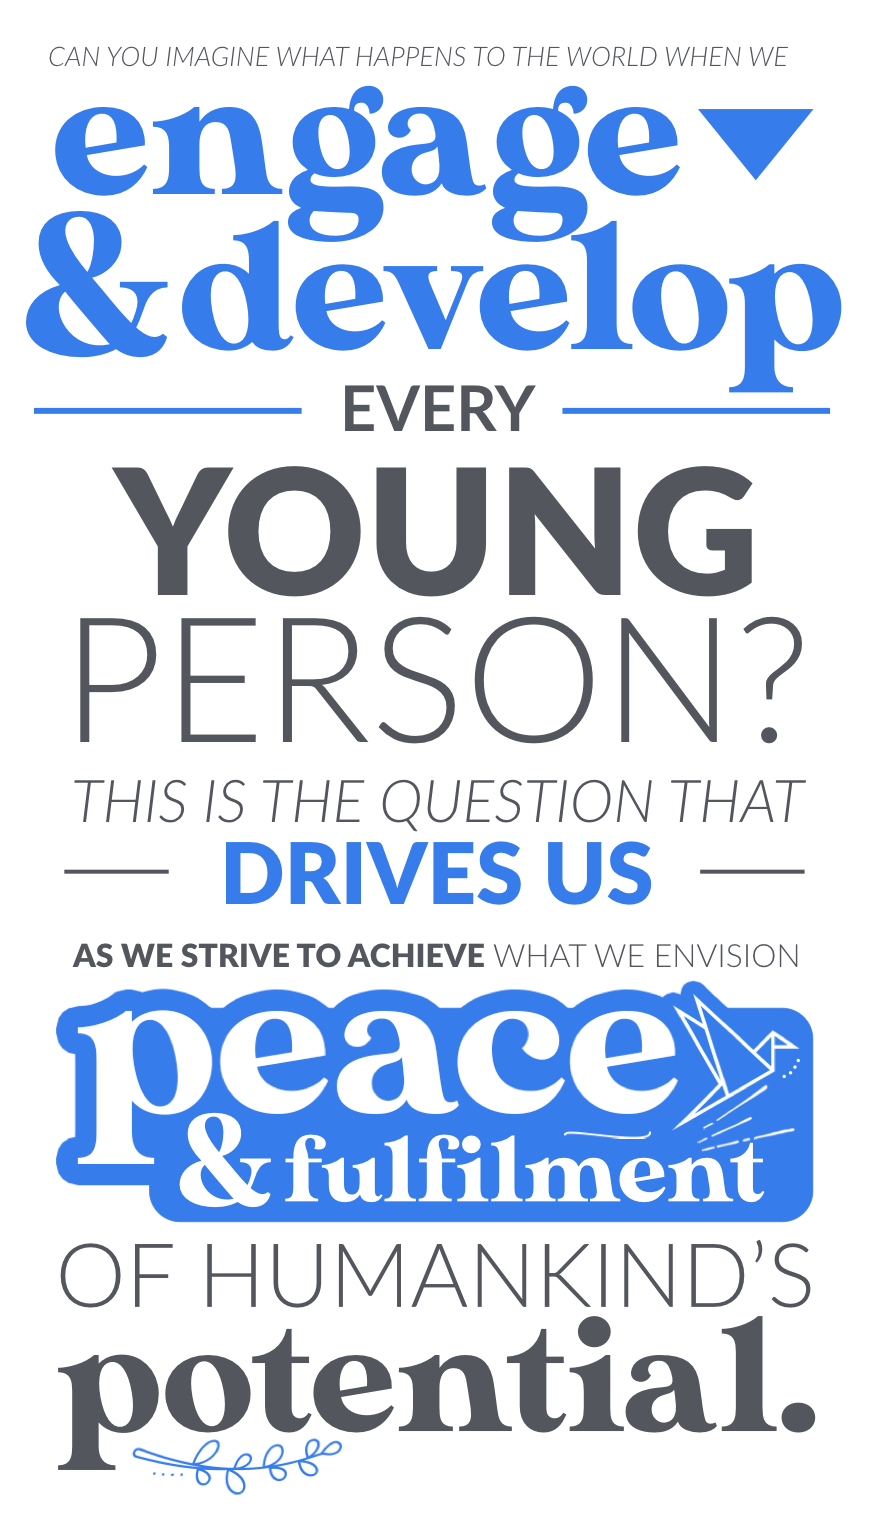 CAN YOU IMAGINE WHAT HAPPENS TO THE WORLD WHEN WE
engage
&develop
EVERY
YOUNG
PERSON?
THIS IS THE QUESTION THAT
DRIVES US
AS WE STRIVE TO ACHIEVE WHAT WE ENVISION
peace
& fulfilment
OF HUMANKIND’S
potential.